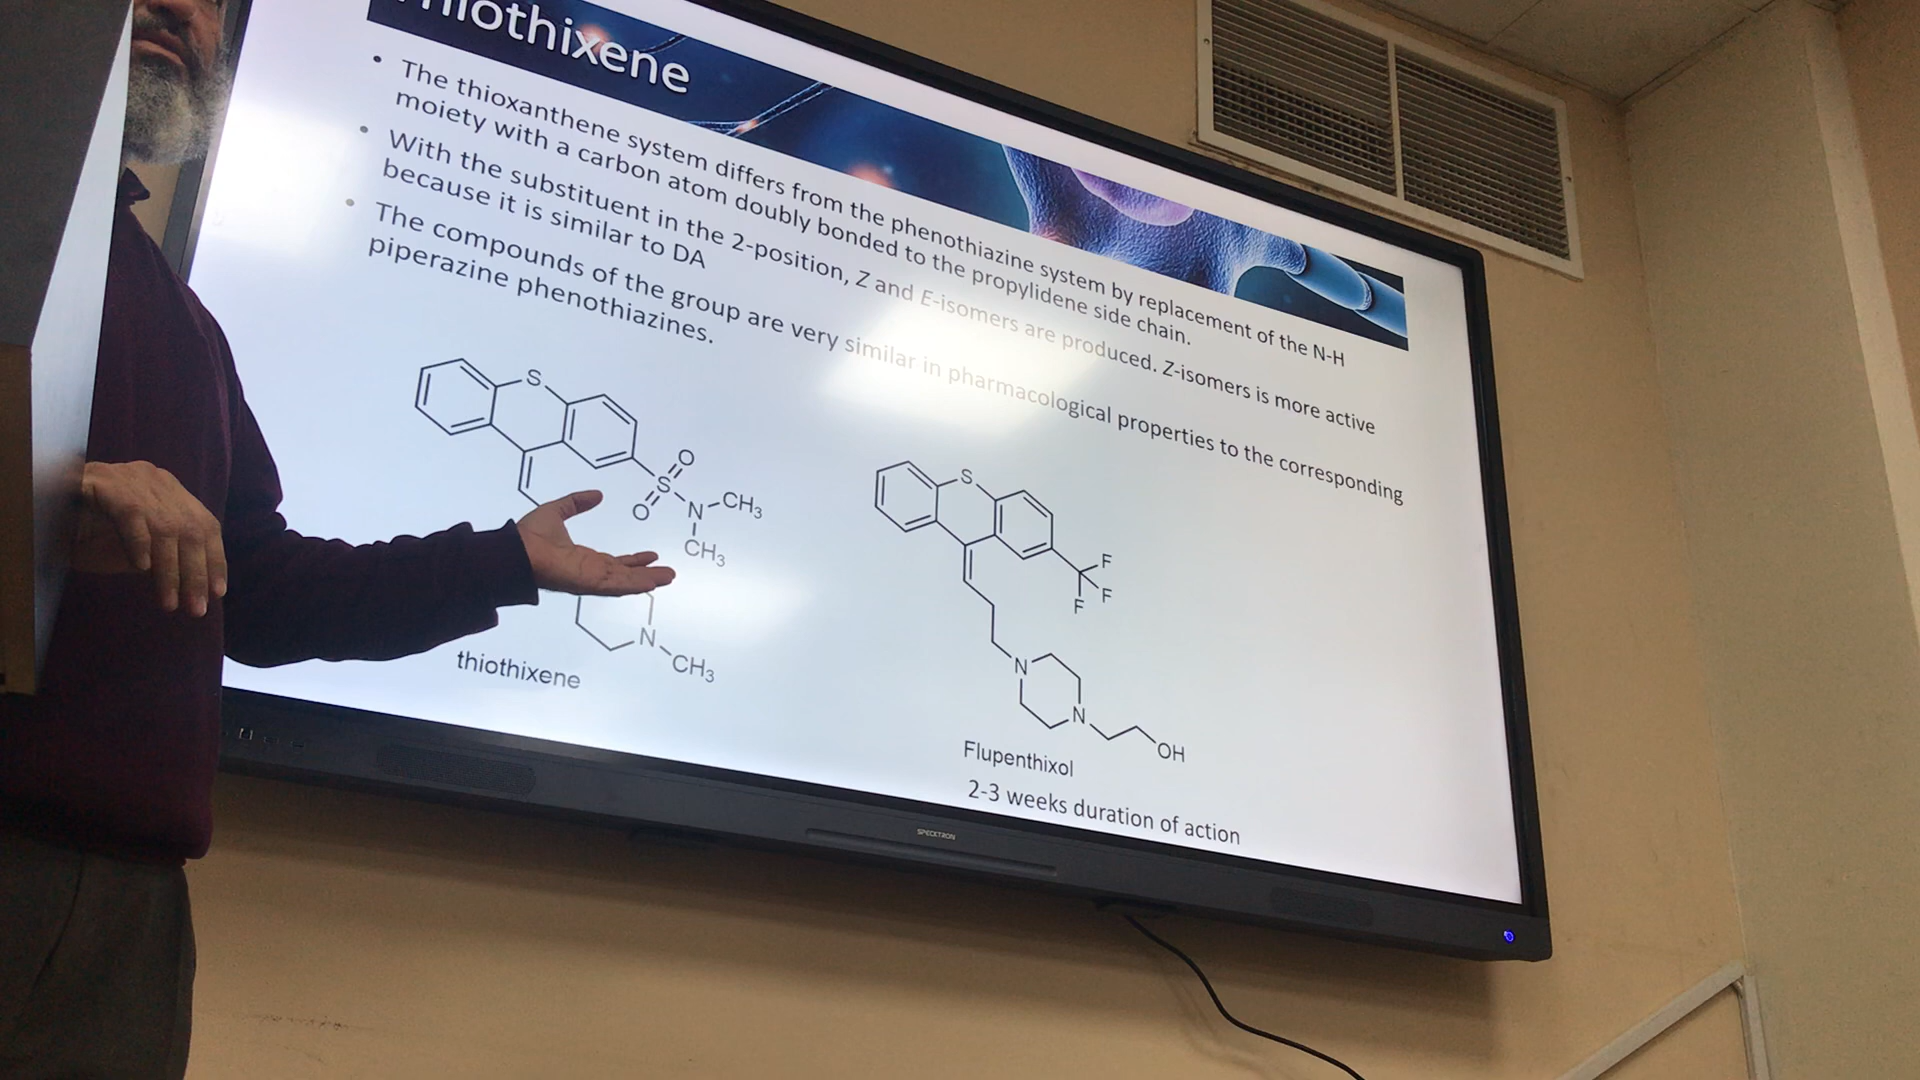 thiothixene
• The thioxanthene system differs from the phenothiazine system by replacement of the N-H
moiety with a carbon atom doubly bonded to the propylidene side chain.
• With the substituent in the 2-position, Z and E-isomers are produced. Z-isomers is more active
because it is similar to DA
• The compounds of the group are very similar in pharmacological properties to the corresponding
piperazine phenothiazines.
S
O
S
O
N
CH3
CH3
N
CH3
thiothixene
S
F
F
F
N
N
OH
Flupenthixol
2-3 weeks duration of action
SPECKTRON